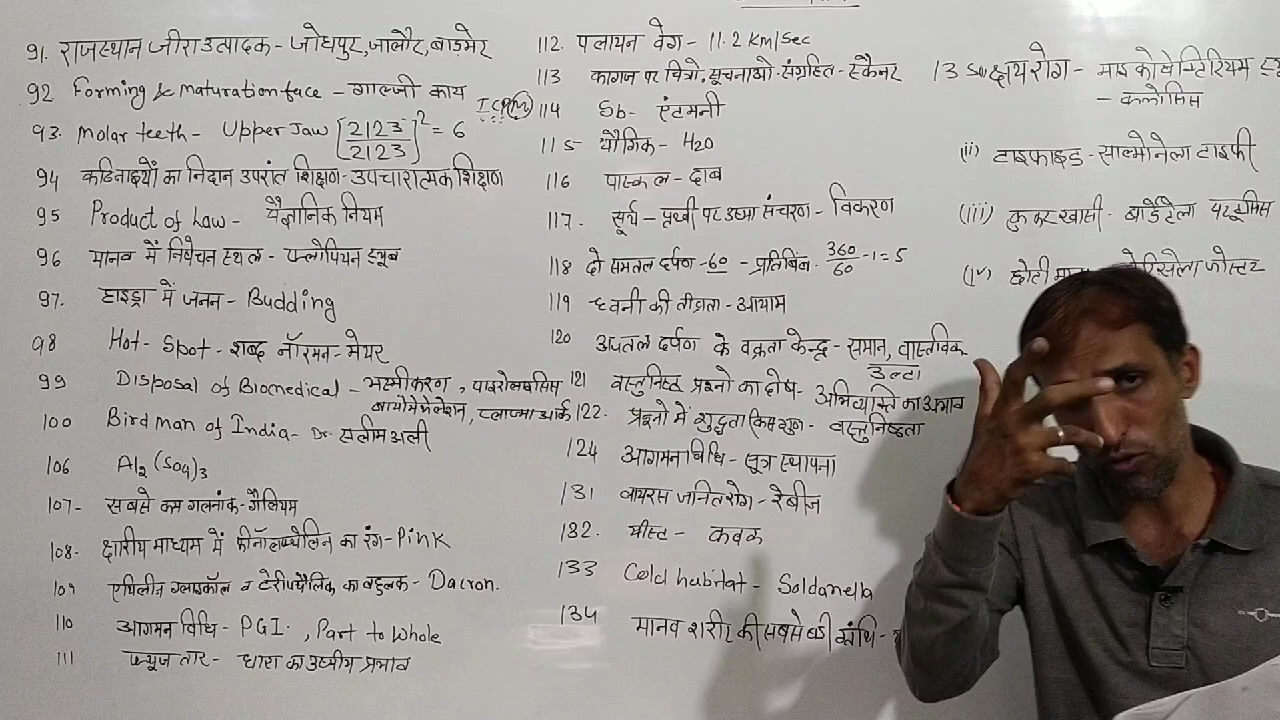 91. राजस्थान जीरा उत्पादक - जोधपुर, जालौर, बाड़मेर
92 Forming & maturation face - गाल्जी काय
93. Molar teeth - Upper Jaw [2123/2123]² = 6
I C P M
94 कठिनाइयों का निदान उपरांत शिक्षण - उपचारात्मक शिक्षण
95 Product of Law - वैज्ञानिक नियम
96 मानव में निषेचन स्थल - फ्लोपियन ट्यूब
97. हाइड्रा में जनन - Budding
98 Hot - Spot - शब्द नॉरमन - मेयर
99 Disposal of Biomedical - भस्मीकरण, पाइरोलिसिस
प्लाज्मा आर्क
100 Bird man of India - Dr. सलीम अली
106 Al₂(SO₄)₃
107- सबसे कम गलनांक - गैलियम
108- क्षारीय माध्यम में फीनॉलफ्थेलिन का रंग - Pink
109 एथिलीन ग्लाइकॉल व टेरीफ्थैलिक का बहुलक - Dacron.
110 आगमन विधि - PGI., Part to Whole
111 फ्यूज तार - धारा का उष्मीय प्रभाव
112. पलायन वेग - 11.2 Km/Sec
113 कागज पर चित्रो, सूचनाओ संग्रहित - स्कैनर
114 Sb - एंटमनी
115- यौगिक - H₂O
116 पास्कल - दाब
117. सूर्य - पृथ्वी पर उष्मा संचरण - विकरण
118 दो समतल दर्पण - 60 - प्रतिबिंब. 360/60 - 1 = 5
119 ध्वनी की तीव्रता - आयाम
120 अवतल दर्पण के वक्रता केन्द्र - समान, वास्तविक
उल्टा
121 वस्तुनिष्ठ प्रश्नो का दोष - अभिव्यक्ति का अभाव
122. प्रश्नो में शुद्धता किस गुण - वस्तुनिष्ठता
124 आगमन विधि - सूत्र स्थापना
131 वायरस जनित रोग - रेबीज
132. यीस्ट - कवक
133 Cold habitat - Soldanella
134 मानव शरीर की सबसे बडी ग्रंथि -
क्षय रोग - माइकोबैक्टिरियम
(ii) टाइफाइड - साल्मोनेला टाइफी
(iii) कुकर खासी - बोर्डेटेला परटूसिस
(iv) छोटी जोस्टर